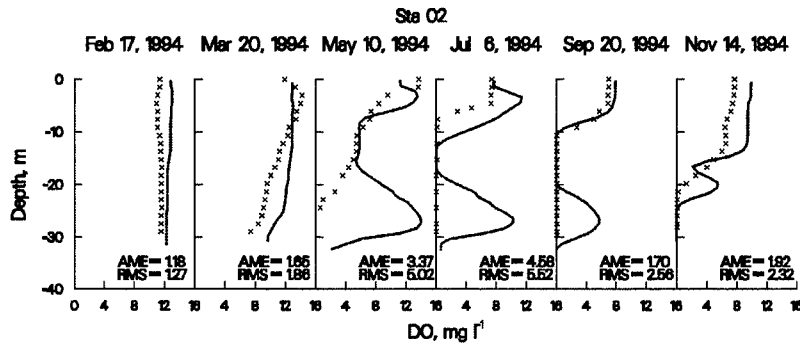 Sta 02
Feb 17, 1994 Mar 20, 1994 May 10, 1994 Jul 6, 1994 Sep 20, 1994 Nov 14, 1994
0
-10
-20
-30
-40
Depth, m
AME = 1.18 AME = 1.65 AME = 3.37 AME = 4.58 AME = 1.70 AME = 1.92
RMS = 1.27 RMS = 1.86 RMS = 5.02 RMS = 5.52 RMS = 2.56 RMS = 2.32
0 4 8 12 16 4 8 12 16 4 8 12 16 4 8 12 16 4 8 12 16 4 8 12 16
DO, mg l⁻¹